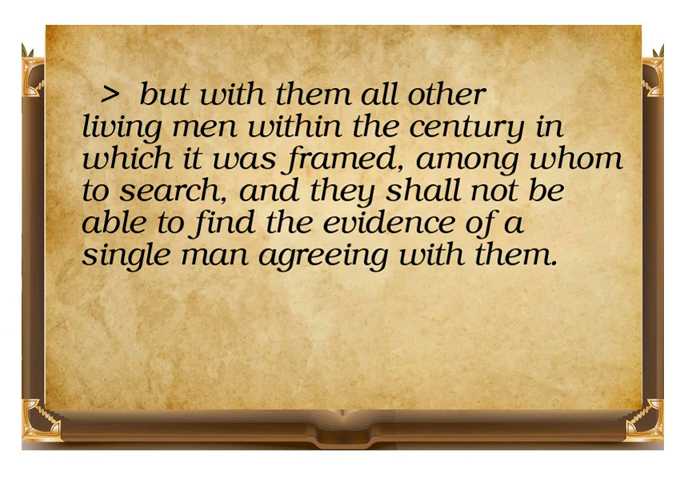 > but with them all other
living men within the century in
which it was framed, among whom
to search, and they shall not be
able to find the evidence of a
single man agreeing with them.